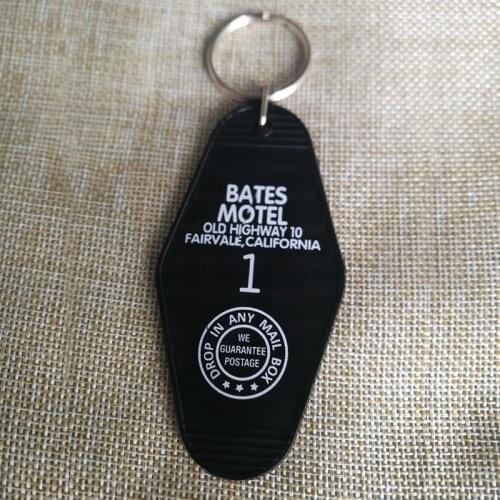 BATES
MOTEL
OLD HIGHWAY 10
FAIRVALE,CALIFORNIA
1
DROP IN ANY MAIL BOX
WE
GUARANTEE
POSTAGE